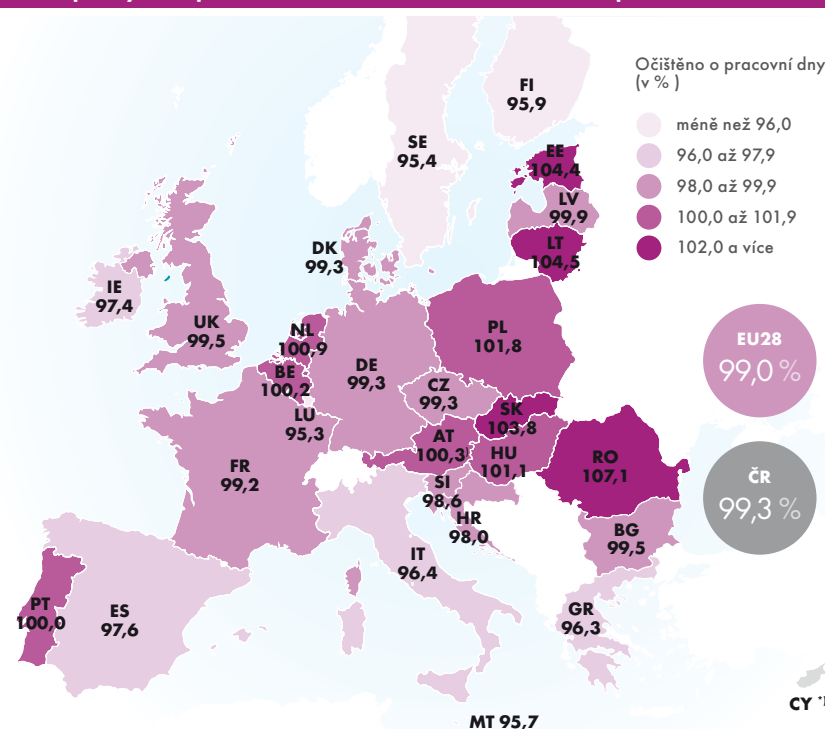 Očištěno o pracovní dny
(v % )
méně než 96,0
96,0 až 97,9
98,0 až 99,9
100,0 až 101,9
102,0 a více
FI
95,9
SE
95,4
EE
104,4
LV
99,9
LT
104,5
DK
99,3
IE
97,4
UK
99,5
NL
100,9
BE
100,2
LU
95,3
DE
99,3
PL
101,8
CZ
99,3
SK
103,8
AT
100,3
HU
101,1
RO
107,1
SI
98,6
HR
98,0
FR
99,2
IT
96,4
BG
99,5
GR
96,3
PT
100,0
ES
97,6
MT 95,7
CY
EU28
99,0 %
ČR
99,3 %